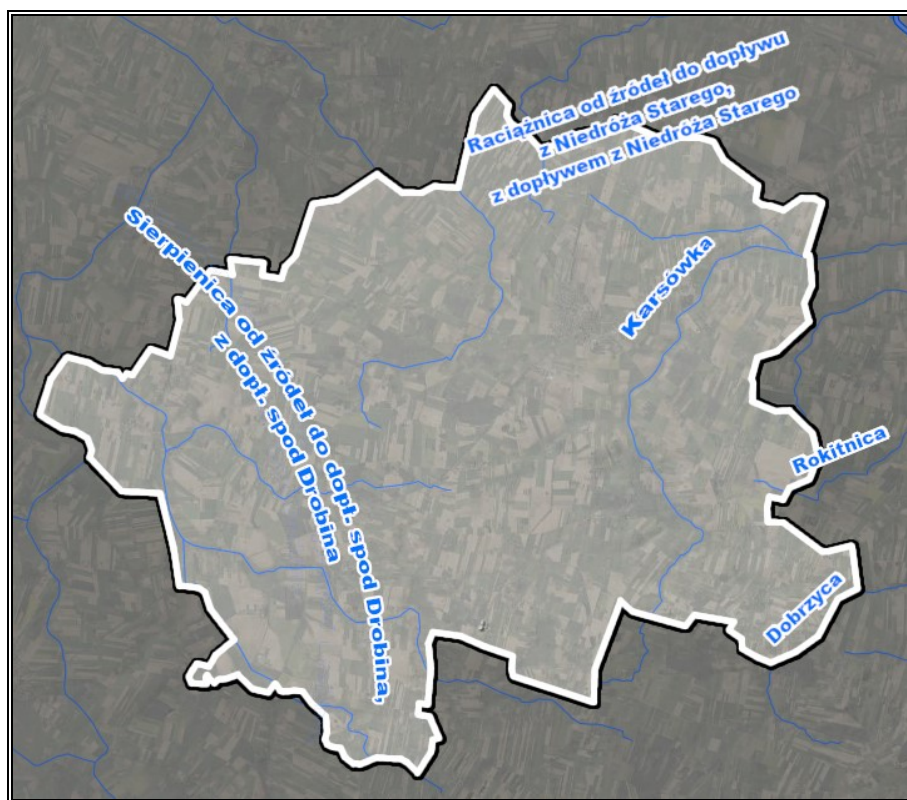 Raciążnica od źródeł do dopływu
z Niedróża Starego,
z dopływem z Niedróża Starego
Sierpienica od źródeł do dopł. spod Drobina,
z dopł. spod Drobina
Karsówka
Rokitnica
Dobrzyca